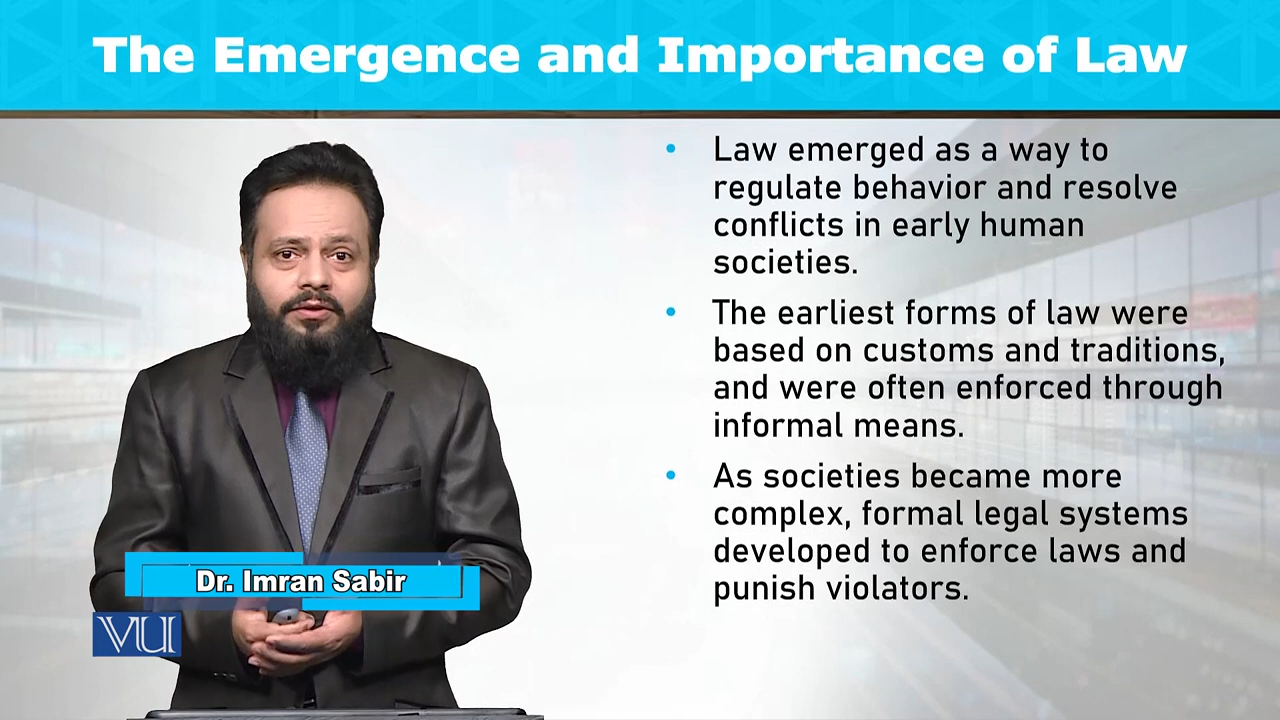 The Emergence and Importance of Law
• Law emerged as a way to
regulate behavior and resolve
conflicts in early human
societies.
• The earliest forms of law were
based on customs and traditions,
and were often enforced through
informal means.
• As societies became more
complex, formal legal systems
developed to enforce laws and
punish violators.
Dr. Imran Sabir
VU